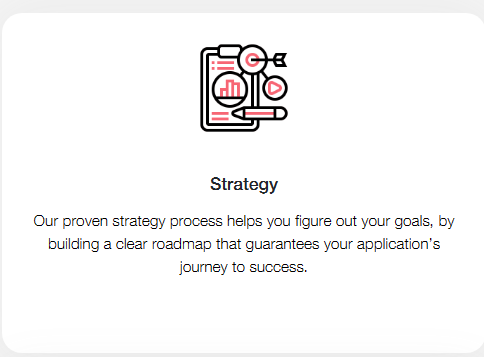 Strategy
Our proven strategy process helps you figure out your goals, by
building a clear roadmap that guarantees your application's
journey to success.